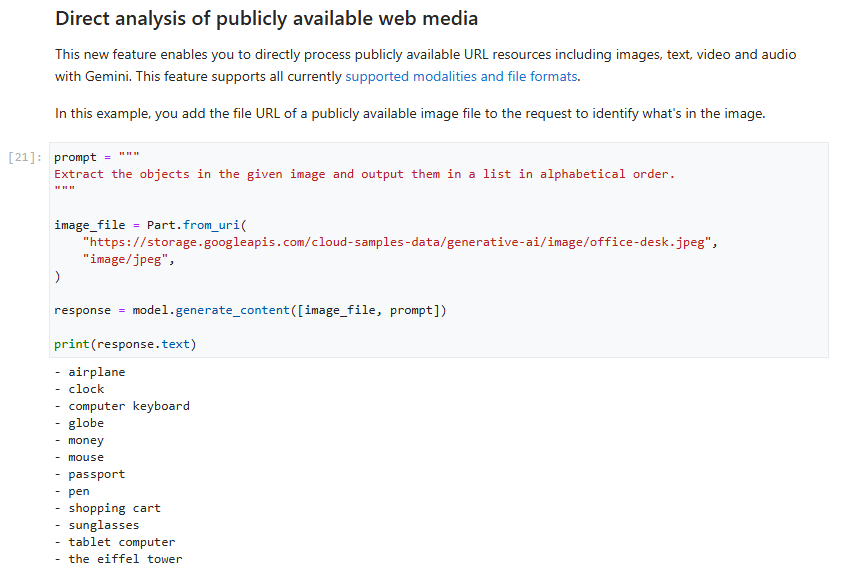 Direct analysis of publicly available web media
This new feature enables you to directly process publicly available URL resources including images, text, video and audio
with Gemini. This feature supports all currently supported modalities and file formats.
In this example, you add the file URL of a publicly available image file to the request to identify what's in the image.
[21]: prompt = """
Extract the objects in the given image and output them in a list in alphabetical order.
"""
image_file = Part.from_uri(
    "https://storage.googleapis.com/cloud-samples-data/generative-ai/image/office-desk.jpeg",
    "image/jpeg",
)
response = model.generate_content([image_file, prompt])
print(response.text)
- airplane
- clock
- computer keyboard
- globe
- money
- mouse
- passport
- pen
- shopping cart
- sunglasses
- tablet computer
- the eiffel tower